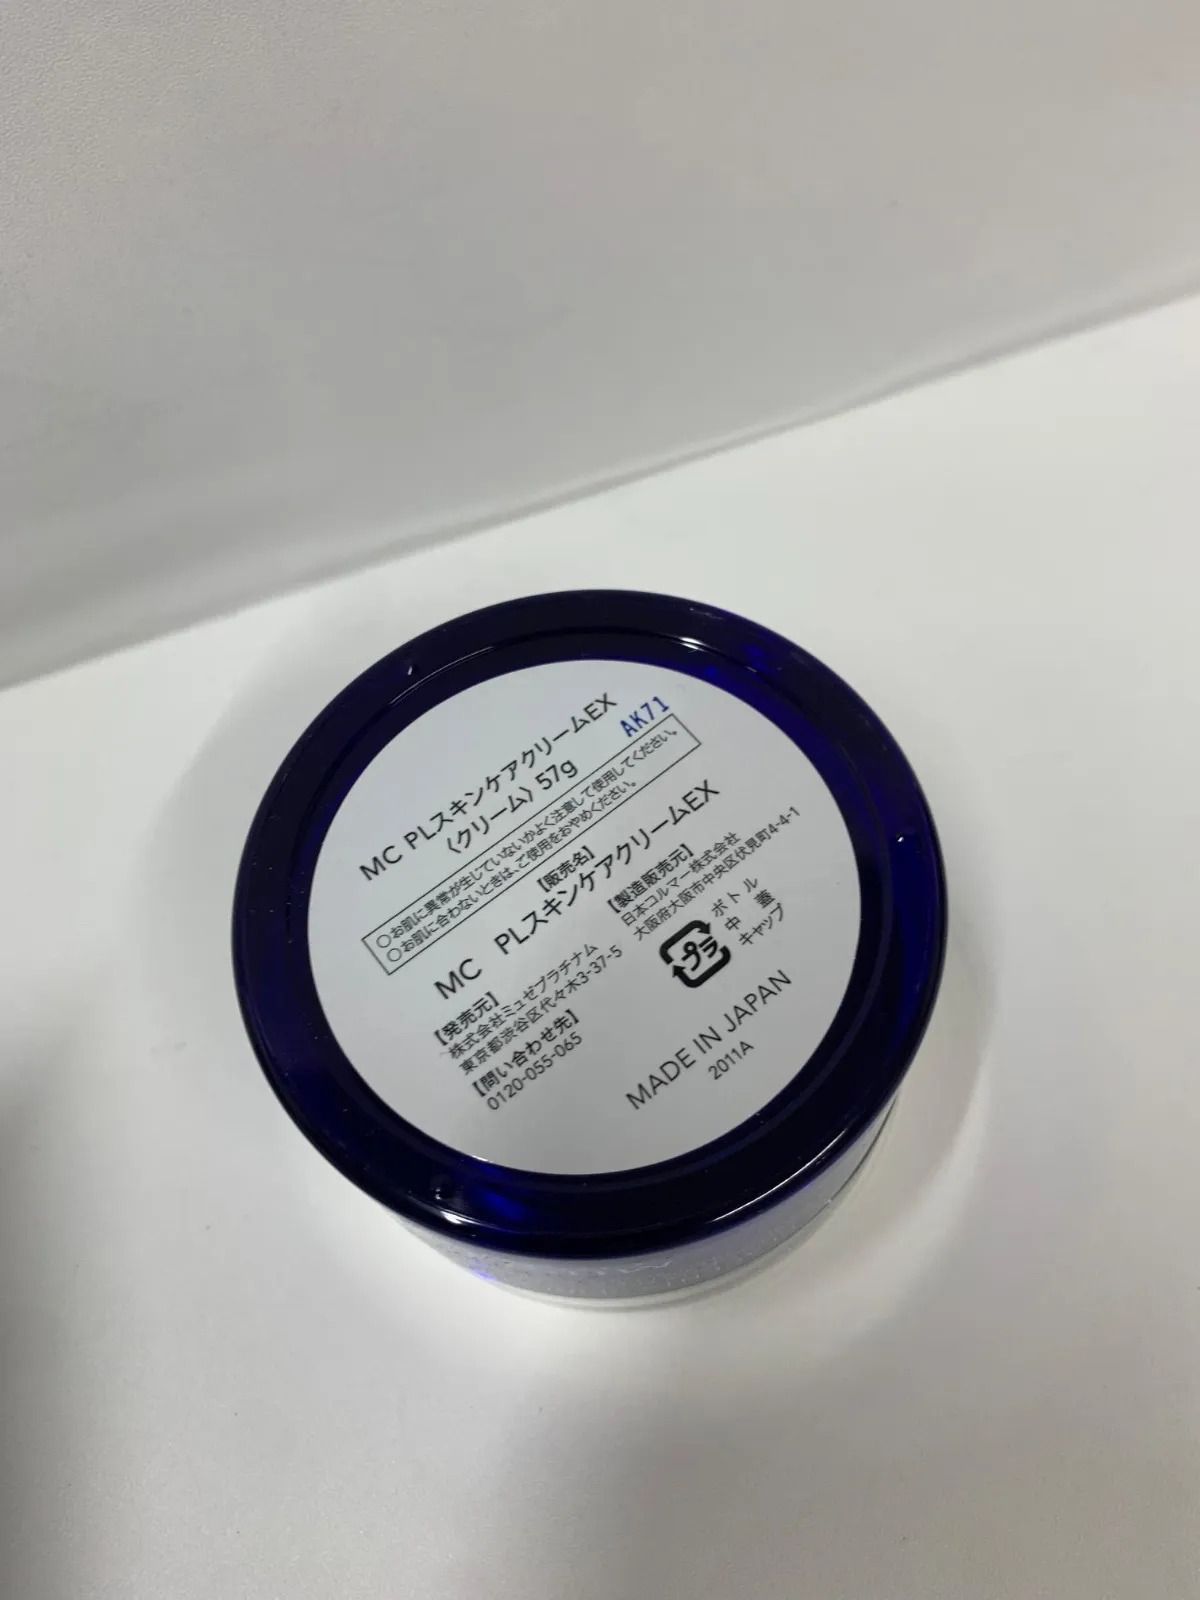 MC PLスキンケアクリームEX
〈クリーム〉57g
AK71
○お肌に異常が生じていないかよく注意して使用してください。
○お肌に合わないときは、ご使用をおやめください。
【販売名】
MC PLスキンケアクリームEX
【発売元】
株式会社ミュゼプラチナム
東京都渋谷区代々木3-37-5
【問い合わせ先】
0120-055-065
【製造販売元】
日本コルマー株式会社
大阪府大阪市中央区伏見町4-4-1
プラ
ボトル
中蓋
キャップ
MADE IN JAPAN
2011A